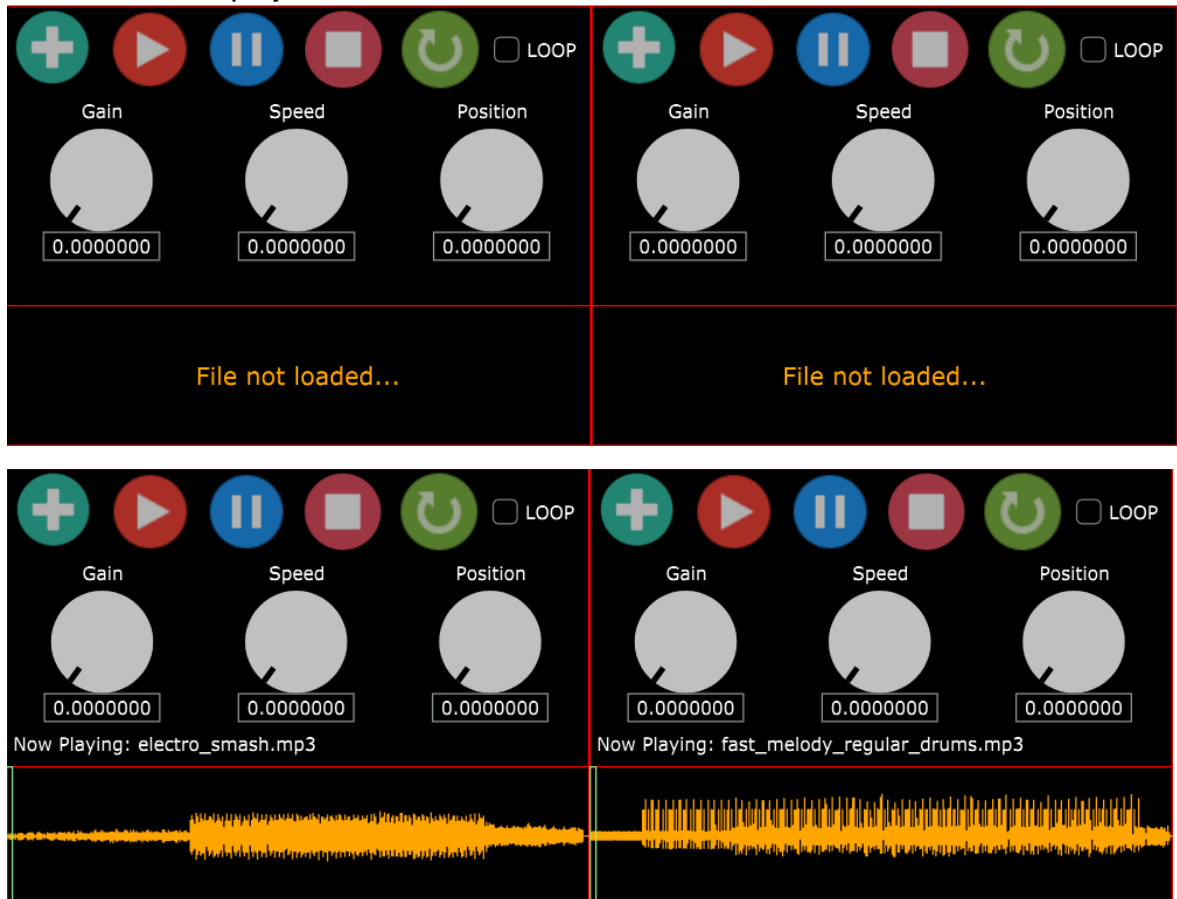 LOOP LOOP
Gain Speed Position Gain Speed Position
0.0000000 0.0000000 0.0000000 0.0000000 0.0000000 0.0000000
File not loaded... File not loaded...
LOOP LOOP
Gain Speed Position Gain Speed Position
0.0000000 0.0000000 0.0000000 0.0000000 0.0000000 0.0000000
Now Playing: electro_smash.mp3 Now Playing: fast_melody_regular_drums.mp3